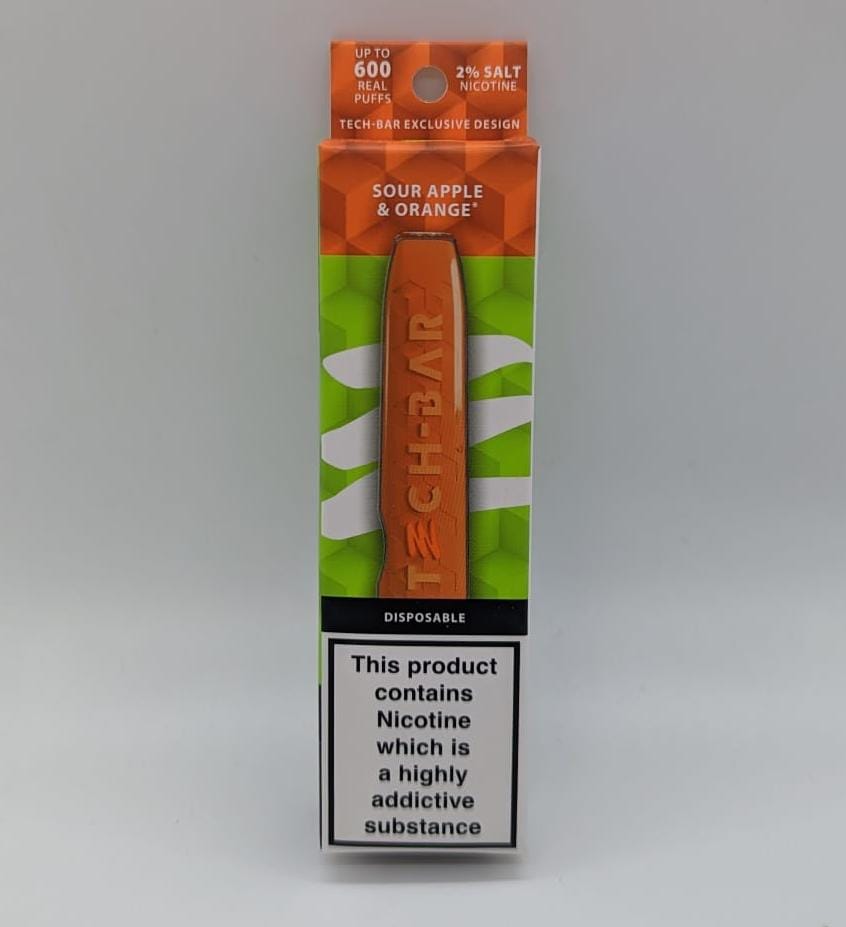 UP TO
600
REAL
PUFFS
2% SALT
NICOTINE
TECH-BAR EXCLUSIVE DESIGN
SOUR APPLE
& ORANGE*
TECH-BAR
DISPOSABLE
This product
contains
Nicotine
which is
a highly
addictive
substance